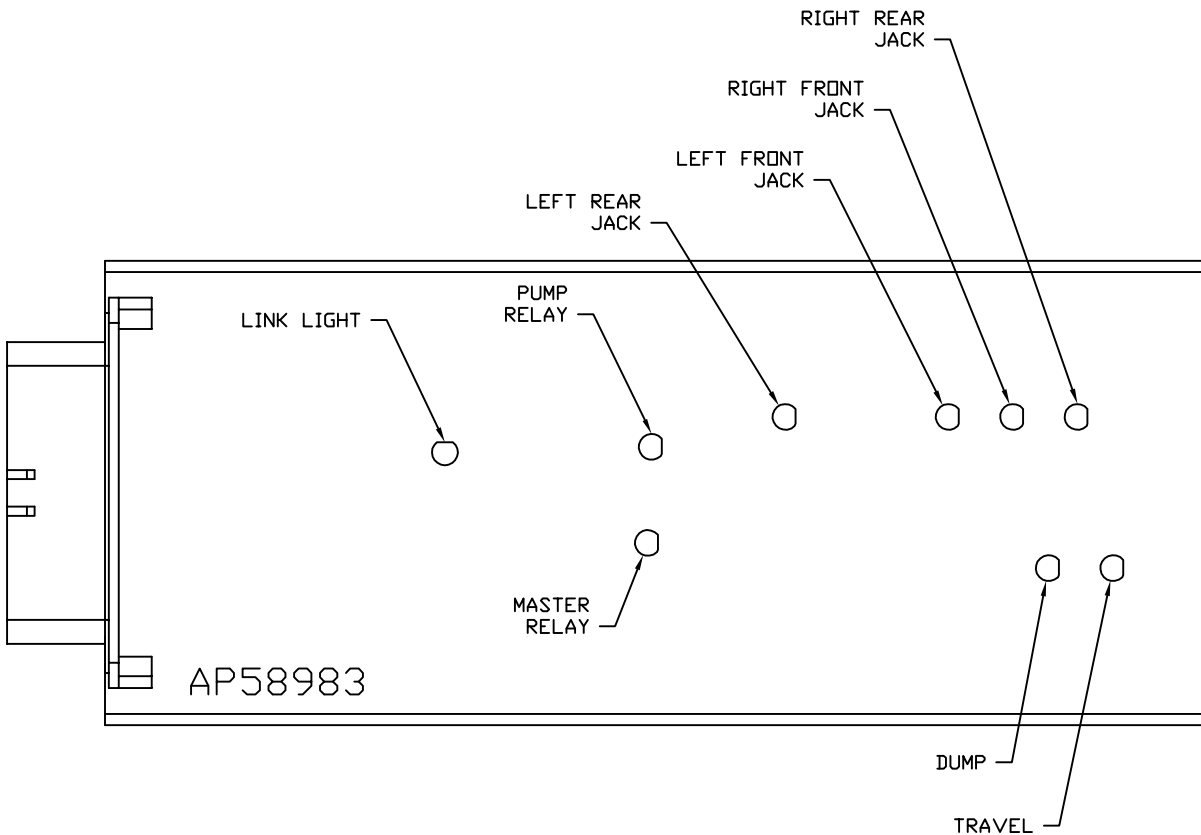 RIGHT REAR
JACK
RIGHT FRONT
JACK
LEFT FRONT
JACK
LEFT REAR
JACK
PUMP
RELAY
LINK LIGHT
MASTER
RELAY
AP58983
DUMP
TRAVEL